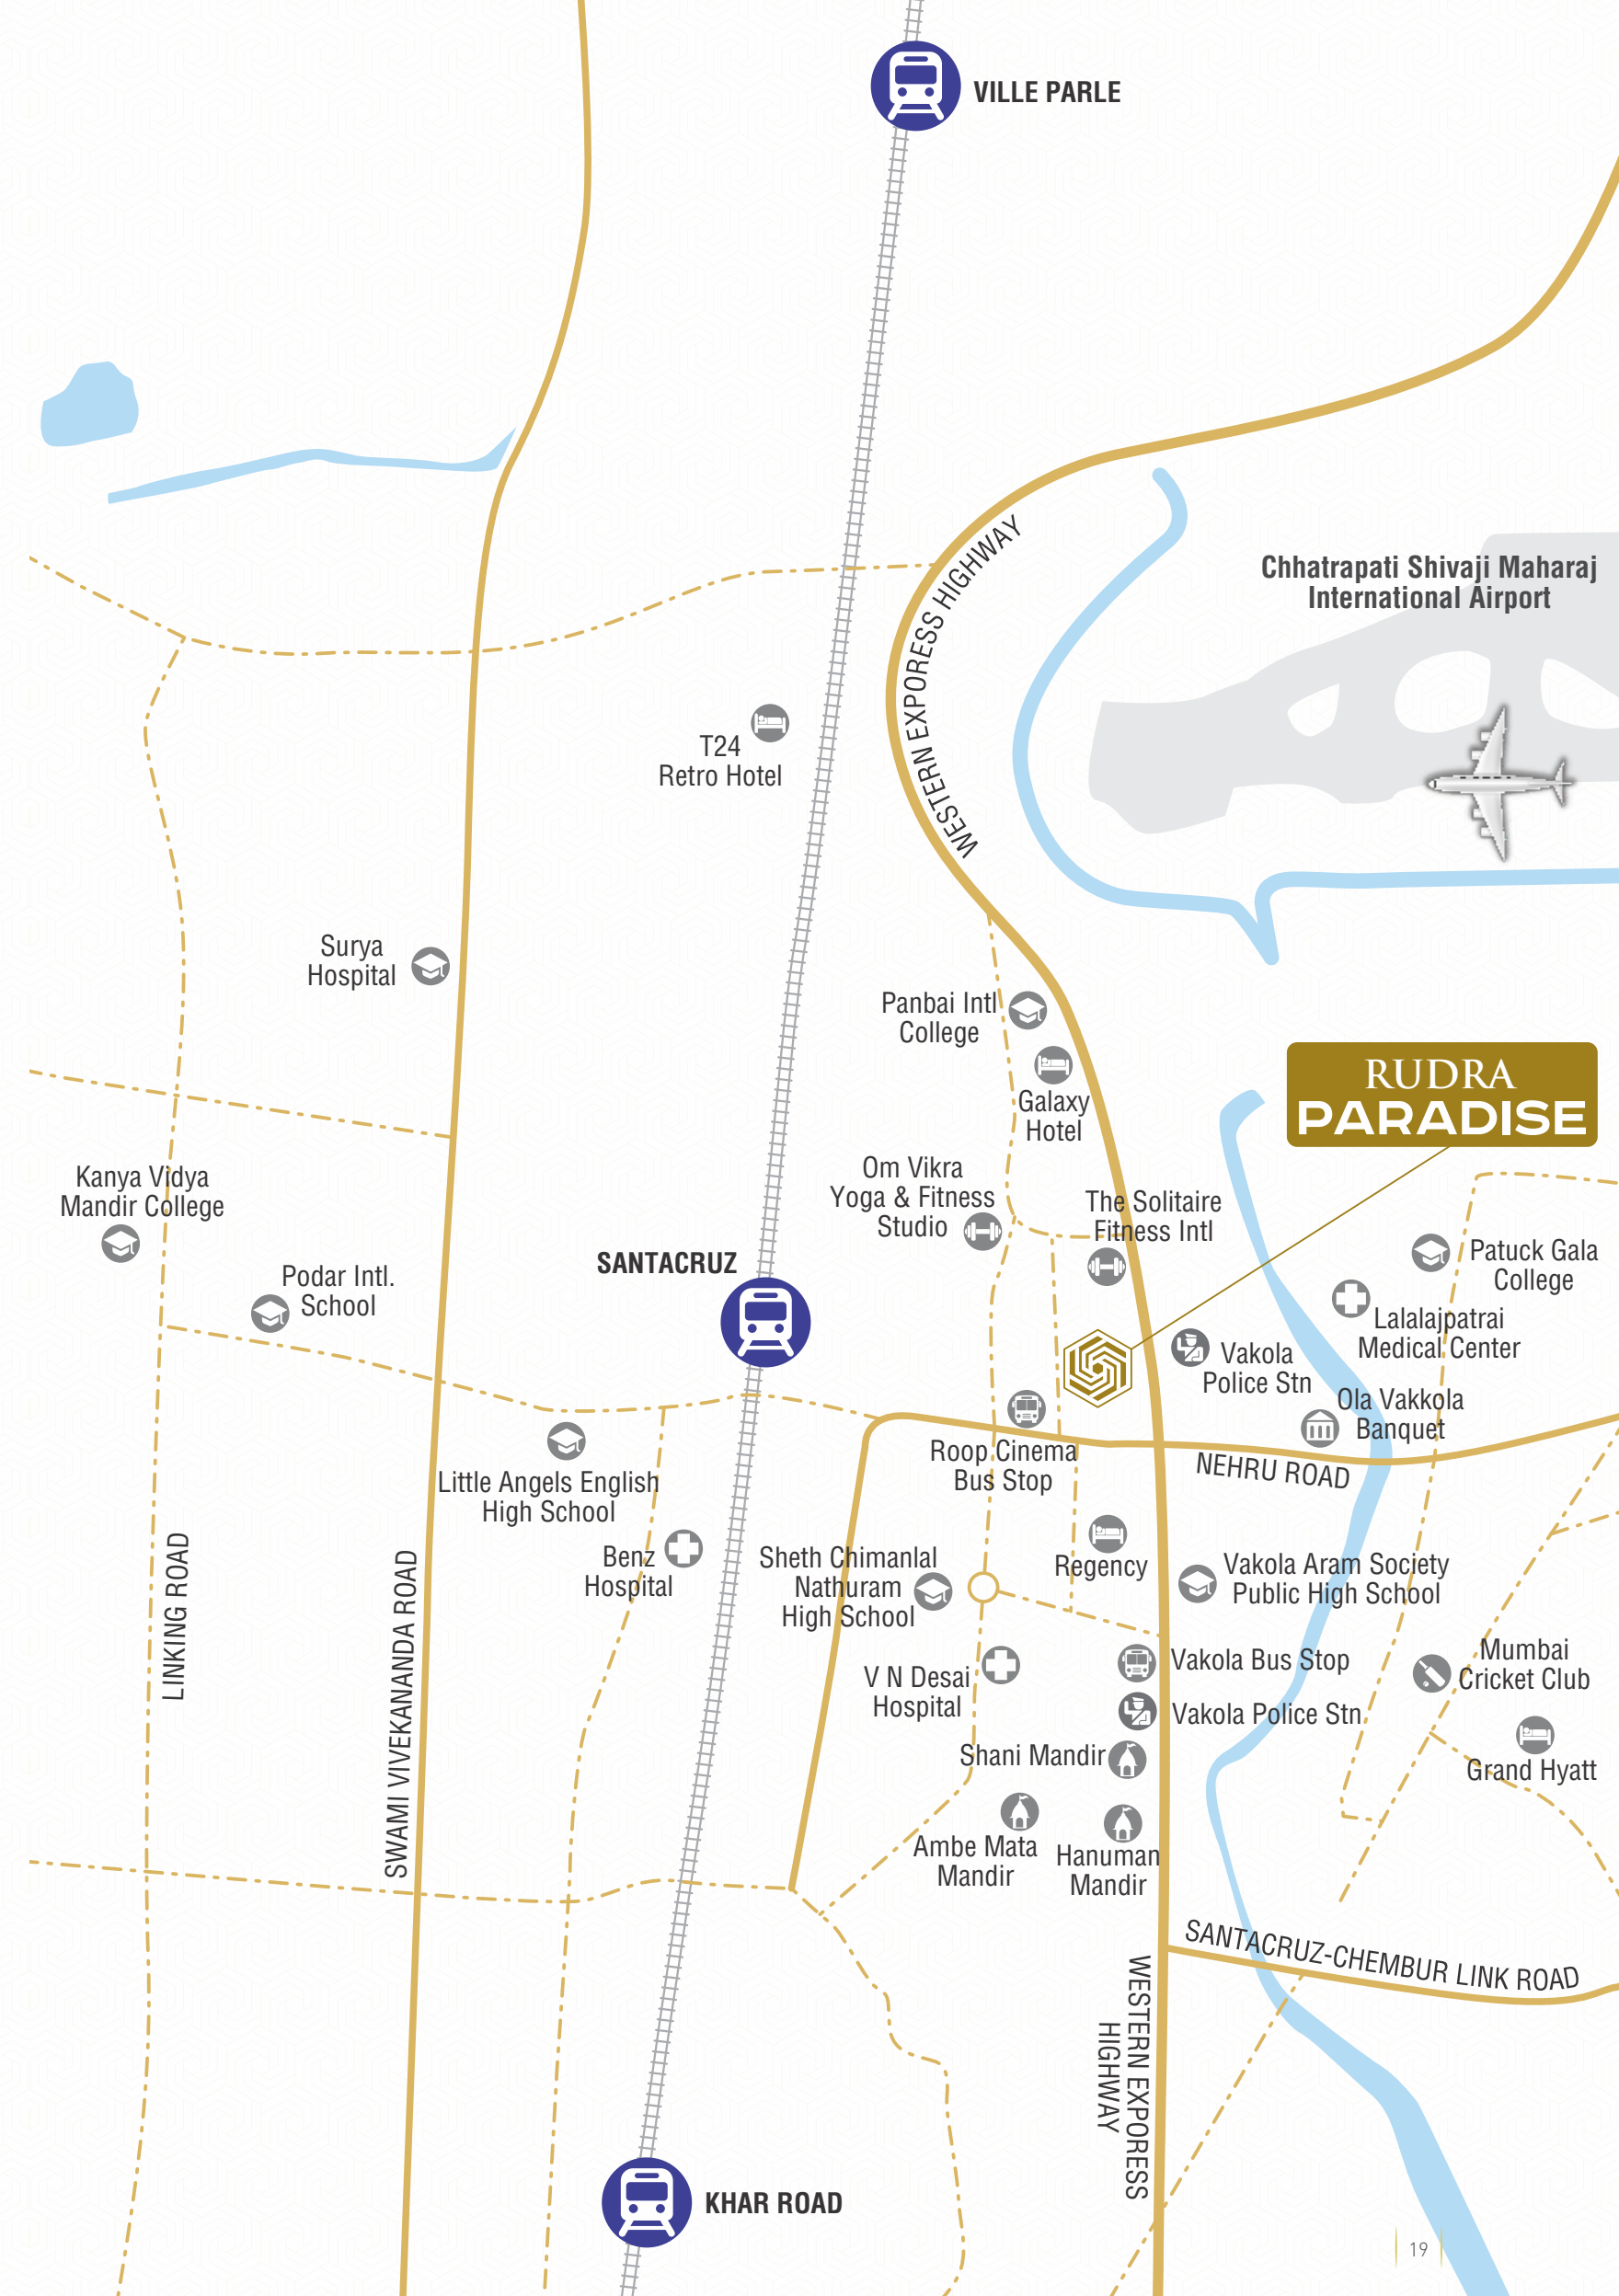 VILLE PARLE
WESTERN EXPORESS HIGHWAY
Chhatrapati Shivaji Maharaj
International Airport
T24
Retro Hotel
Surya
Hospital
Panbai Intl
College
RUDRA
PARADISE
Galaxy
Hotel
Om Vikra
Yoga & Fitness
Studio
Kanya Vidya
Mandir College
The Solitaire
Fitness Intl
SANTACRUZ
Podar Intl.
School
Patuck Gala
College
Lalalajpatrai
Medical Center
Vakola
Police Stn
Ola Vakkola
Banquet
Roop Cinema
Bus Stop
NEHRU ROAD
Little Angels English
High School
Benz
Hospital
Sheth Chimanlal
Nathuram
High School
Regency
Vakola Aram Society
Public High School
LINKING ROAD
SWAMI VIVEKANANDA ROAD
V N Desai
Hospital
Vakola Bus Stop
Mumbai
Cricket Club
Vakola Police Stn
Shani Mandir
Grand Hyatt
Ambe Mata
Mandir
Hanuman
Mandir
SANTACRUZ-CHEMBUR LINK ROAD
WESTERN EXPORESS
HIGHWAY
KHAR ROAD
19